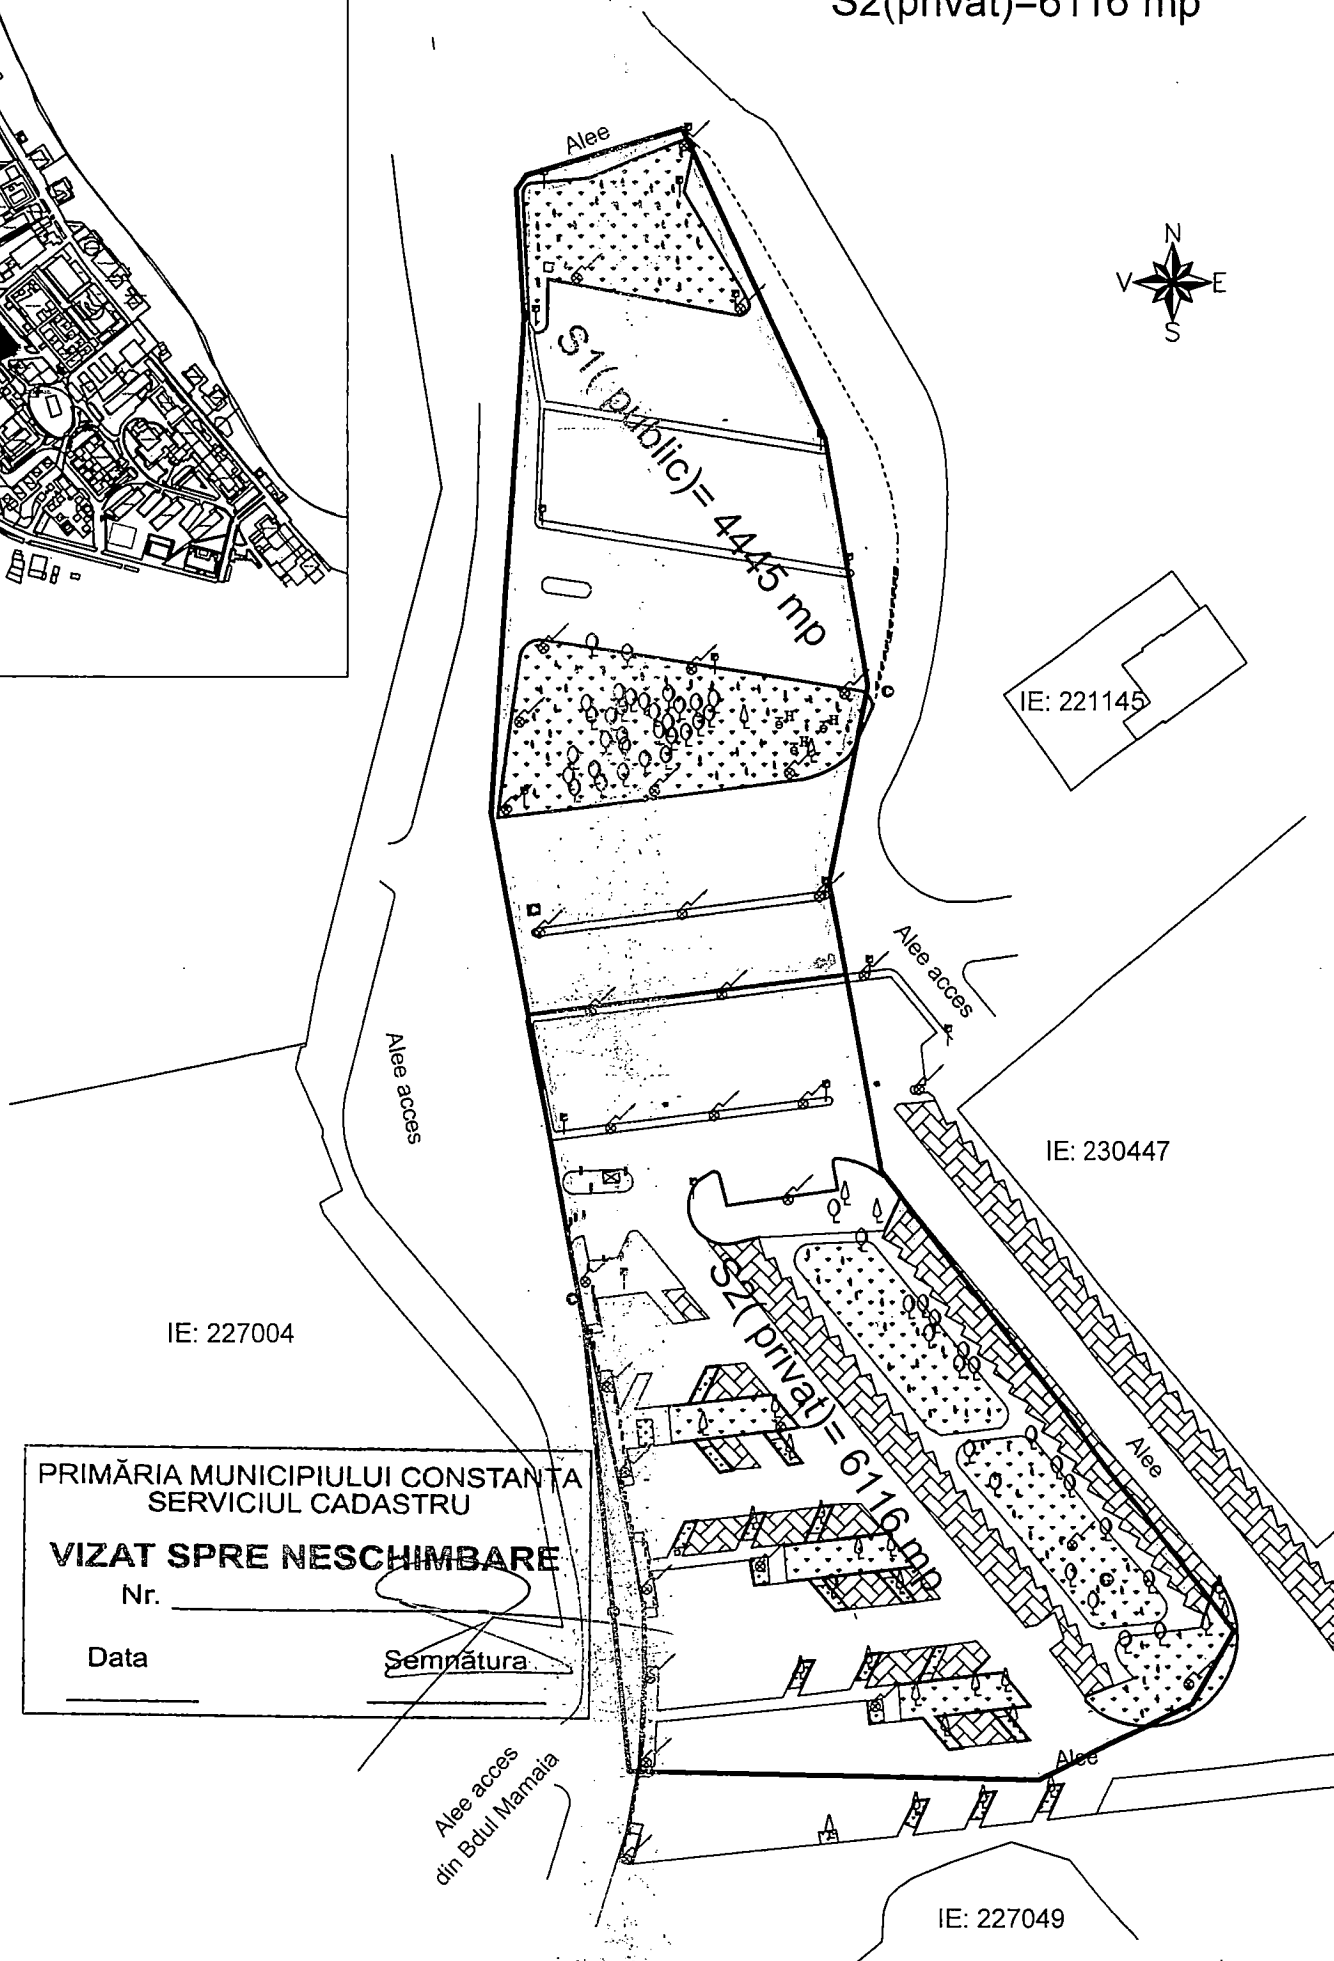 S2(privat)=6116 mp
Alee
N
V E
S
S1( public)= 4445 mp
IE: 221145
Alee acces
Alee acces
IE: 230447
S2( privat)= 6116 mp
IE: 227004
Alee
PRIMĂRIA MUNICIPIULUI CONSTANȚA
SERVICIUL CADASTRU
VIZAT SPRE NESCHIMBARE
Nr.
Data Semnătura
Alee
Alee acces
din Bdul Mamaia
IE: 227049